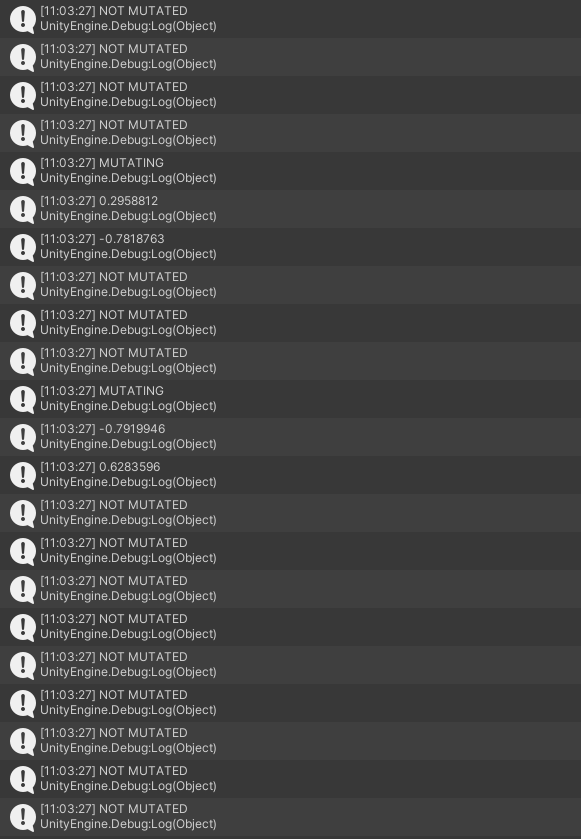 [11:03:27] NOT MUTATED
UnityEngine.Debug:Log(Object)
[11:03:27] NOT MUTATED
UnityEngine.Debug:Log(Object)
[11:03:27] NOT MUTATED
UnityEngine.Debug:Log(Object)
[11:03:27] NOT MUTATED
UnityEngine.Debug:Log(Object)
[11:03:27] MUTATING
UnityEngine.Debug:Log(Object)
[11:03:27] 0.2958812
UnityEngine.Debug:Log(Object)
[11:03:27] -0.7818763
UnityEngine.Debug:Log(Object)
[11:03:27] NOT MUTATED
UnityEngine.Debug:Log(Object)
[11:03:27] NOT MUTATED
UnityEngine.Debug:Log(Object)
[11:03:27] NOT MUTATED
UnityEngine.Debug:Log(Object)
[11:03:27] MUTATING
UnityEngine.Debug:Log(Object)
[11:03:27] -0.7919946
UnityEngine.Debug:Log(Object)
[11:03:27] 0.6283596
UnityEngine.Debug:Log(Object)
[11:03:27] NOT MUTATED
UnityEngine.Debug:Log(Object)
[11:03:27] NOT MUTATED
UnityEngine.Debug:Log(Object)
[11:03:27] NOT MUTATED
UnityEngine.Debug:Log(Object)
[11:03:27] NOT MUTATED
UnityEngine.Debug:Log(Object)
[11:03:27] NOT MUTATED
UnityEngine.Debug:Log(Object)
[11:03:27] NOT MUTATED
UnityEngine.Debug:Log(Object)
[11:03:27] NOT MUTATED
UnityEngine.Debug:Log(Object)
[11:03:27] NOT MUTATED
UnityEngine.Debug:Log(Object)
[11:03:27] NOT MUTATED
UnityEngine.Debug:Log(Object)